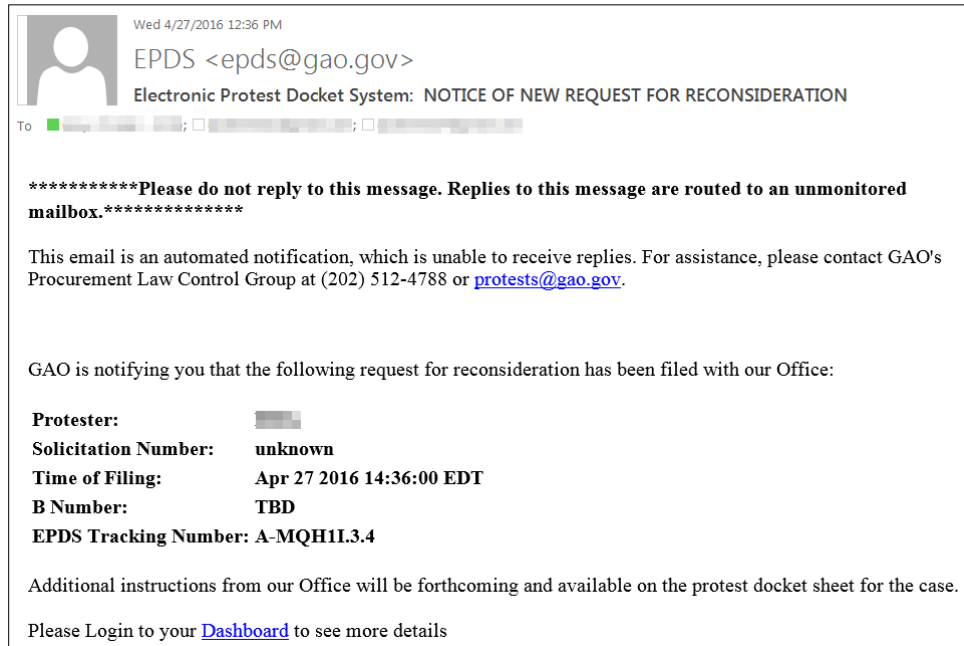 Wed 4/27/2016 12:36 PM
EPDS <epds@gao.gov>
Electronic Protest Docket System: NOTICE OF NEW REQUEST FOR RECONSIDERATION
To ; ;
***********Please do not reply to this message. Replies to this message are routed to an unmonitored
mailbox.**************
This email is an automated notification, which is unable to receive replies. For assistance, please contact GAO's
Procurement Law Control Group at (202) 512-4788 or protests@gao.gov.
GAO is notifying you that the following request for reconsideration has been filed with our Office:
Protester:
Solicitation Number: unknown
Time of Filing: Apr 27 2016 14:36:00 EDT
B Number: TBD
EPDS Tracking Number: A-MQH1I.3.4
Additional instructions from our Office will be forthcoming and available on the protest docket sheet for the case.
Please Login to your Dashboard to see more details